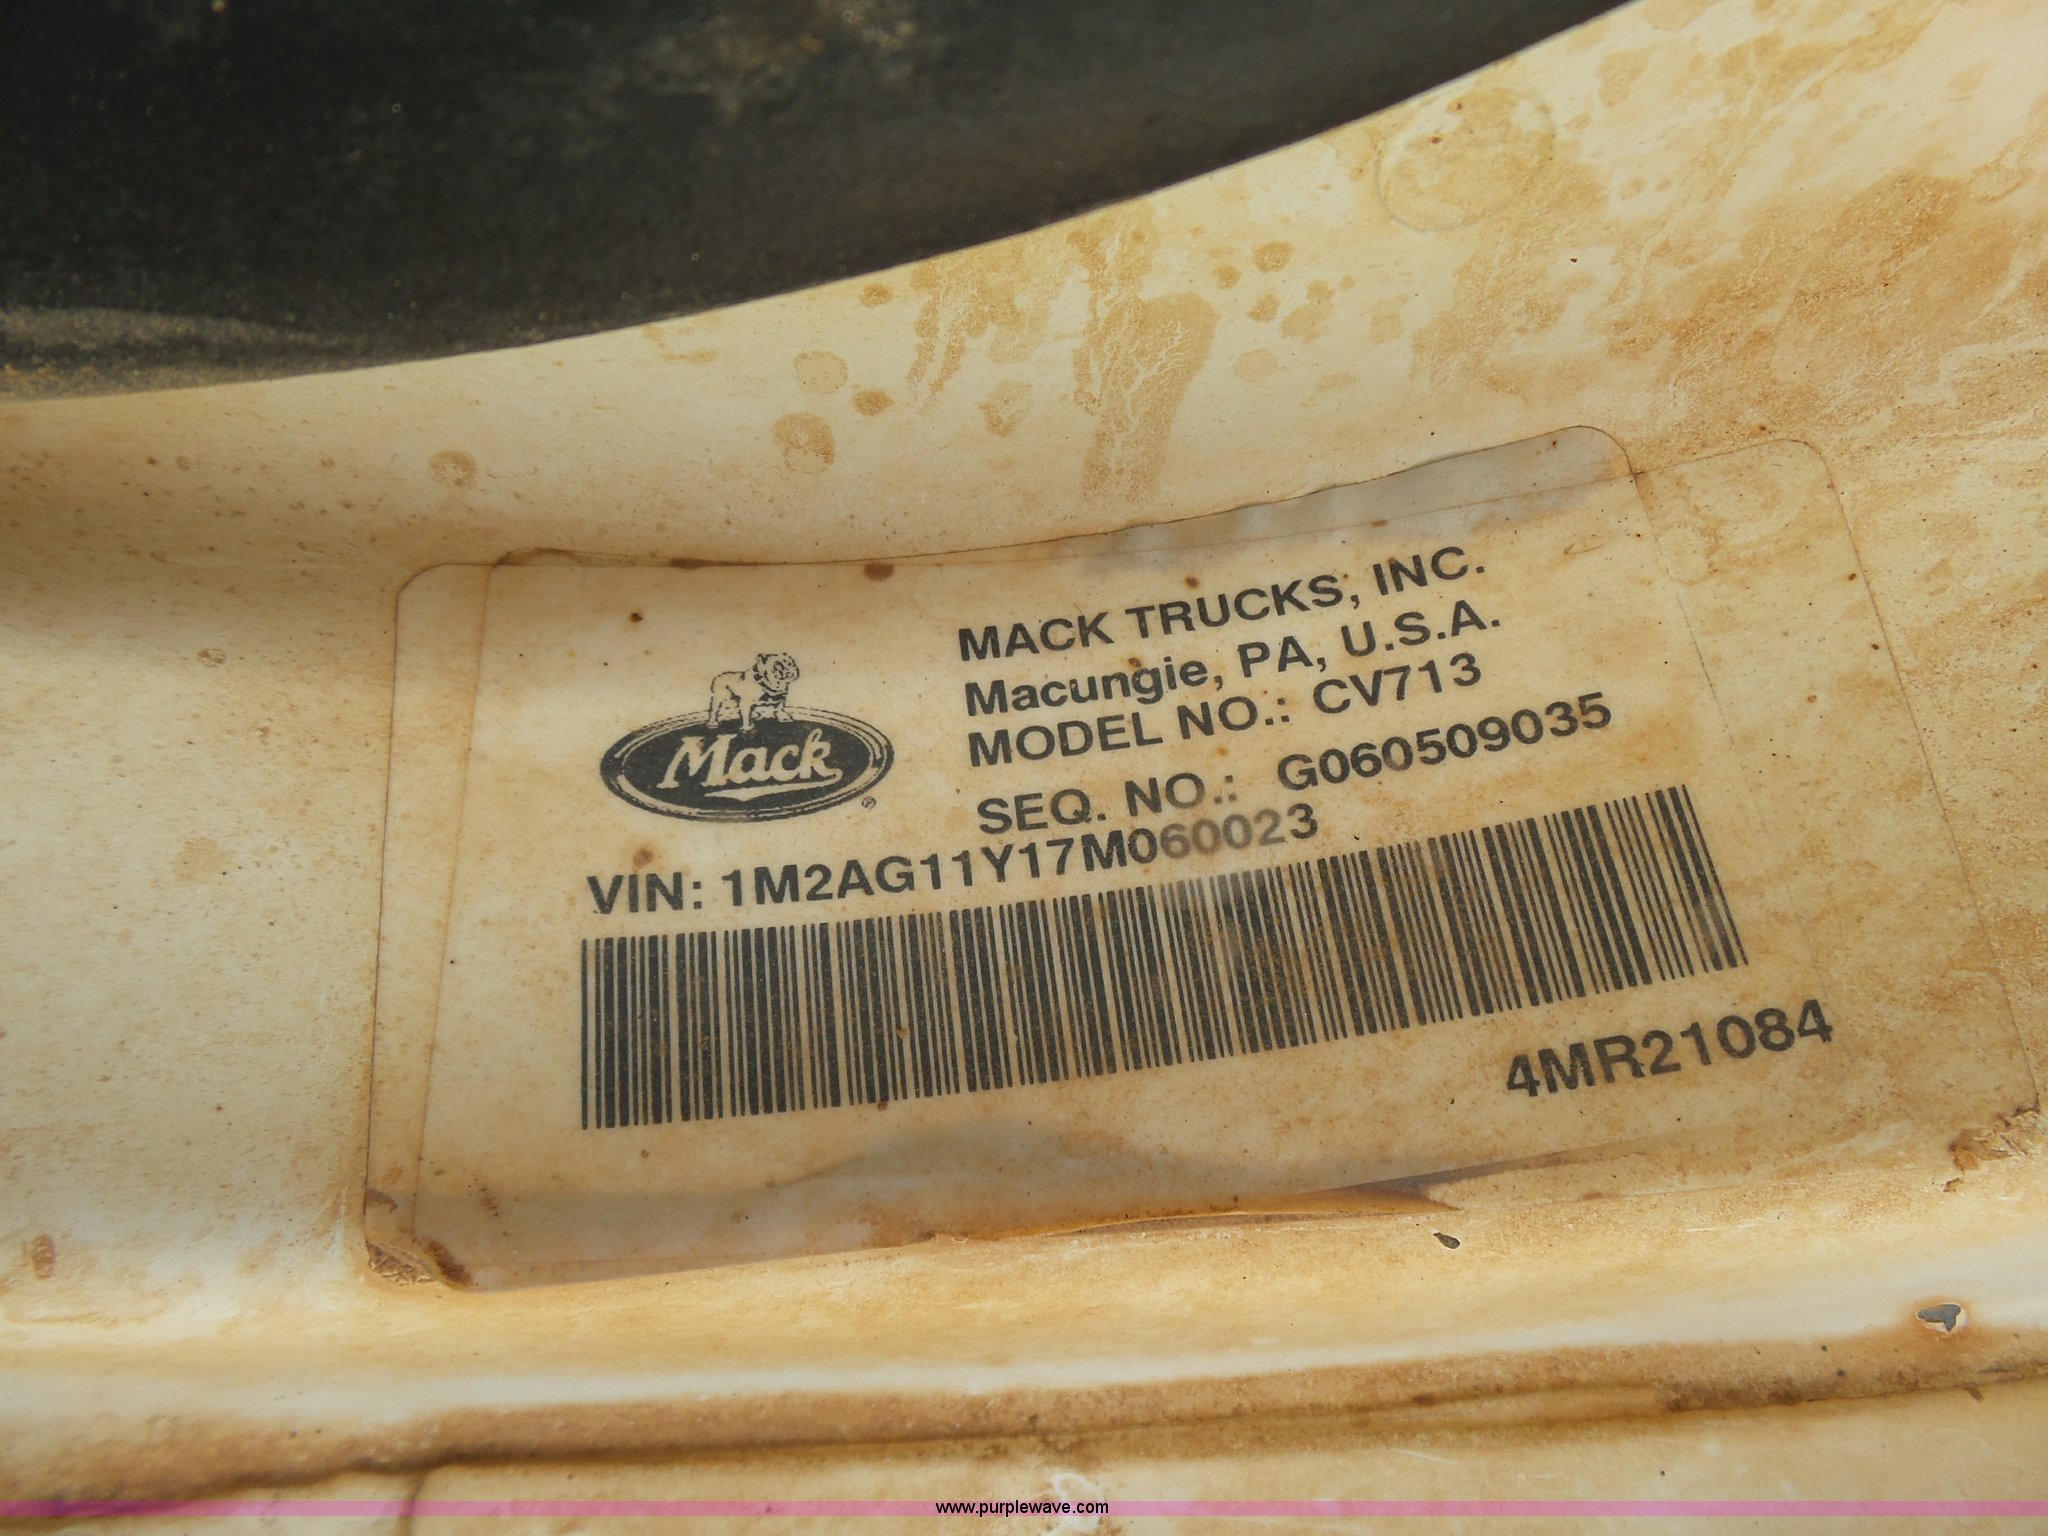 Mack
®
MACK TRUCKS, INC.
Macungie, PA, U.S.A.
MODEL NO.: CV713
SEQ. NO.: G060509035
VIN: 1M2AG11Y17M060023
4MR21084
www.purplewave.com